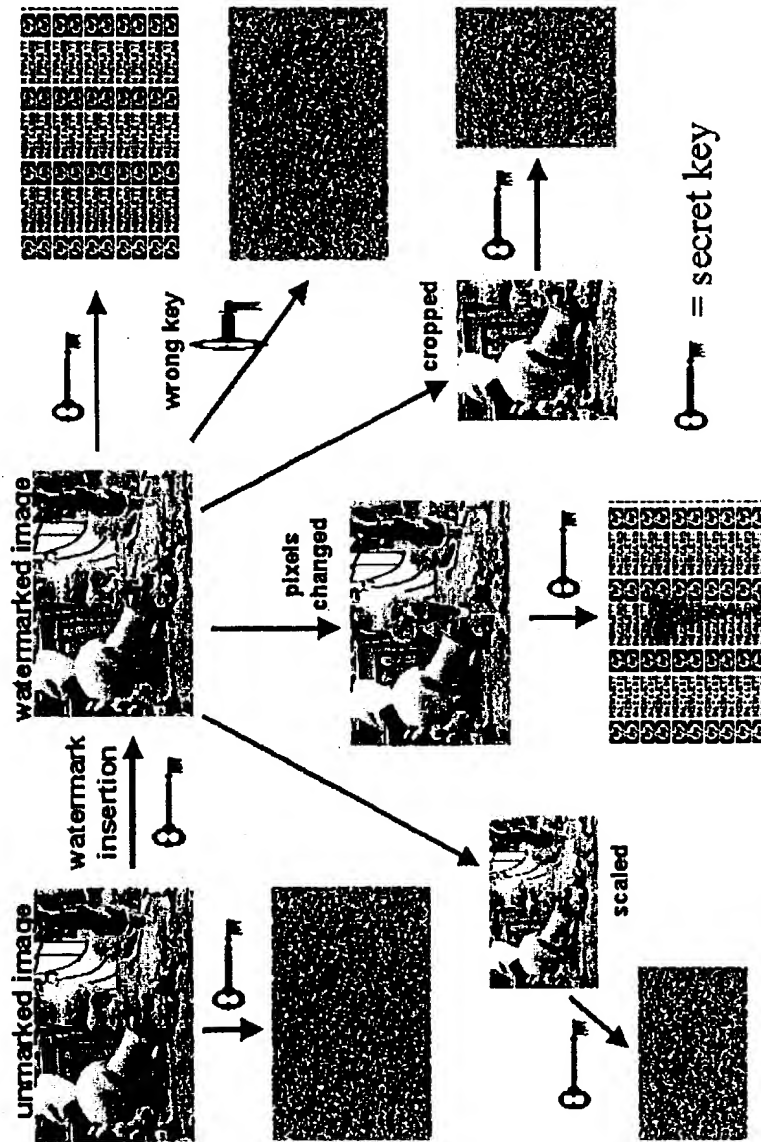 unmarked image
watermark
insertion
watermarked image
wrong key
pixels
changed
cropped
scaled
= secret key